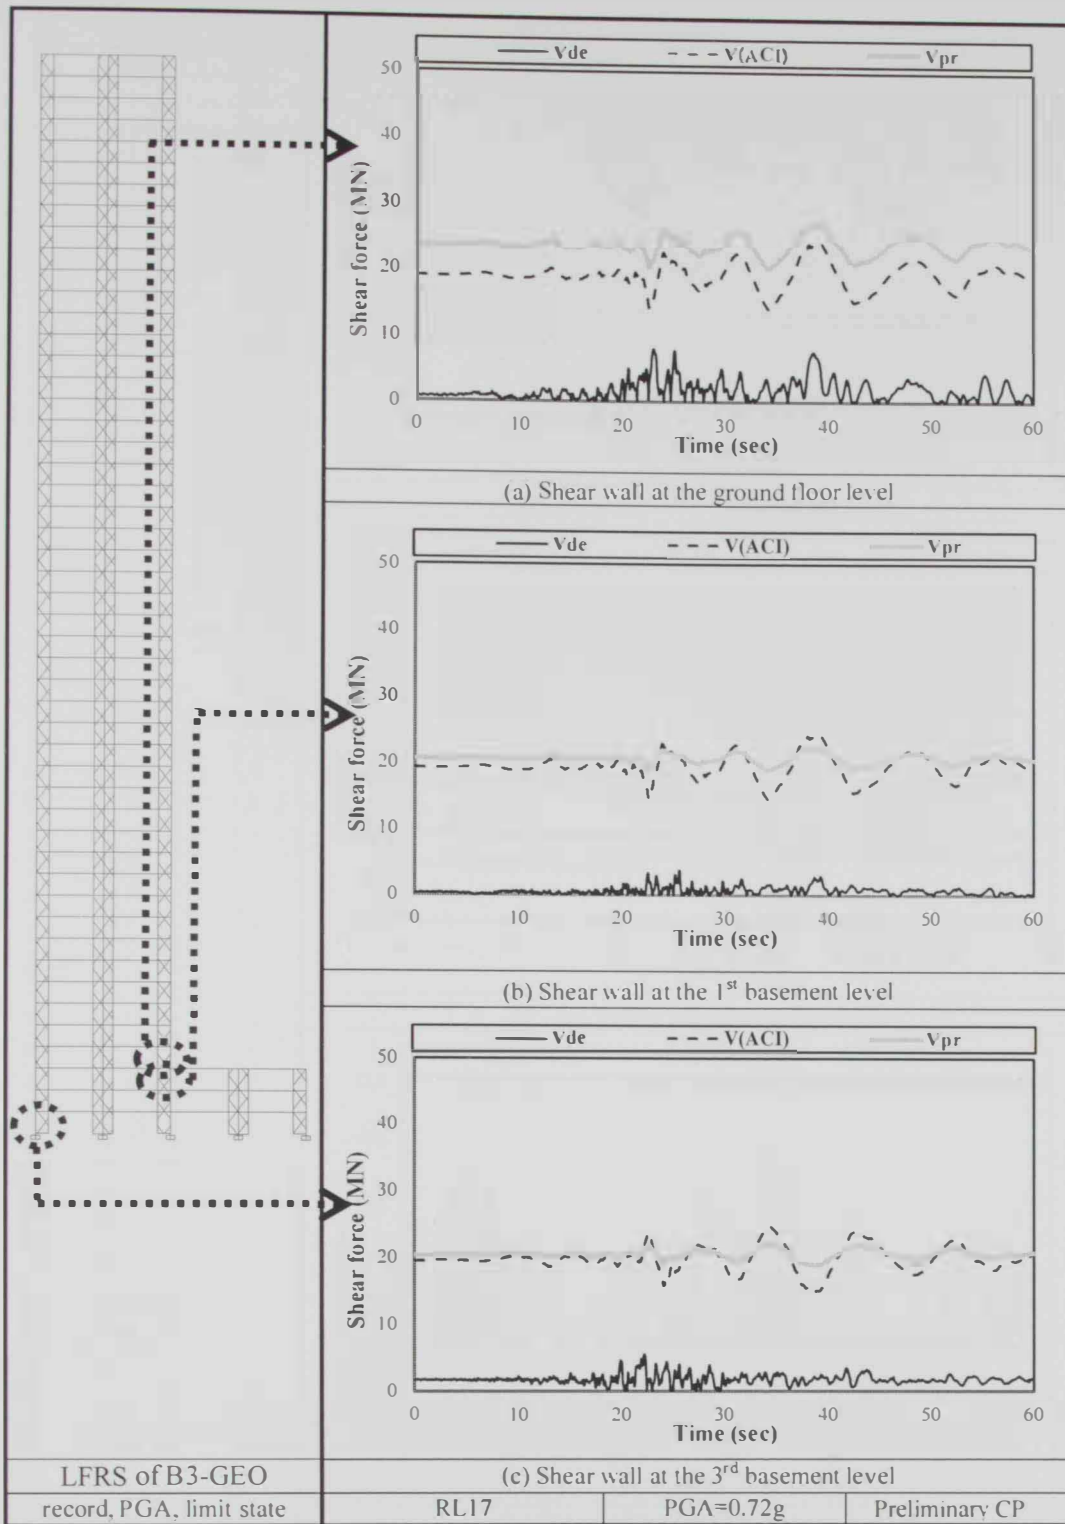 Vde V(ACI) Vpr
50
40
30
20
10
0
Shear force (MN)
0 10 20 30 40 50 60
Time (sec)
(a) Shear wall at the ground floor level
Vde V(ACI) Vpr
50
40
30
20
10
0
Shear force (MN)
0 10 20 30 40 50 60
Time (sec)
(b) Shear wall at the 1st basement level
Vde V(ACI) Vpr
50
40
30
20
10
0
Shear force (MN)
0 10 20 30 40 50 60
Time (sec)
LFRS of B3-GEO
(c) Shear wall at the 3rd basement level
record, PGA, limit state
RL17
PGA=0.72g
Preliminary CP